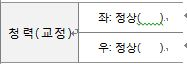 청력(교정)
좌: 정상(    ).
우: 정상(    ).